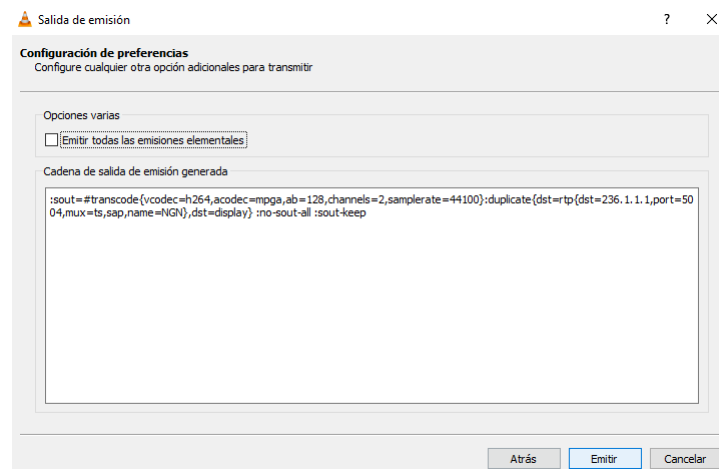 Salida de emisión
?
Configuración de preferencias
Configure cualquier otra opción adicionales para transmitir
Opciones varias
Emitir todas las emisiones elementales
Cadena de salida de emisión generada
:sout=#transcode{vcodec=h264,acodec=mpga,ab=128,channels=2,samplerate=44100}:duplicate{dst=rtp{dst=236.1.1.1,port=50
04,mux=ts,sap,name=NGN},dst=display} :no-sout-all :sout-keep
Atrás Emitir Cancelar